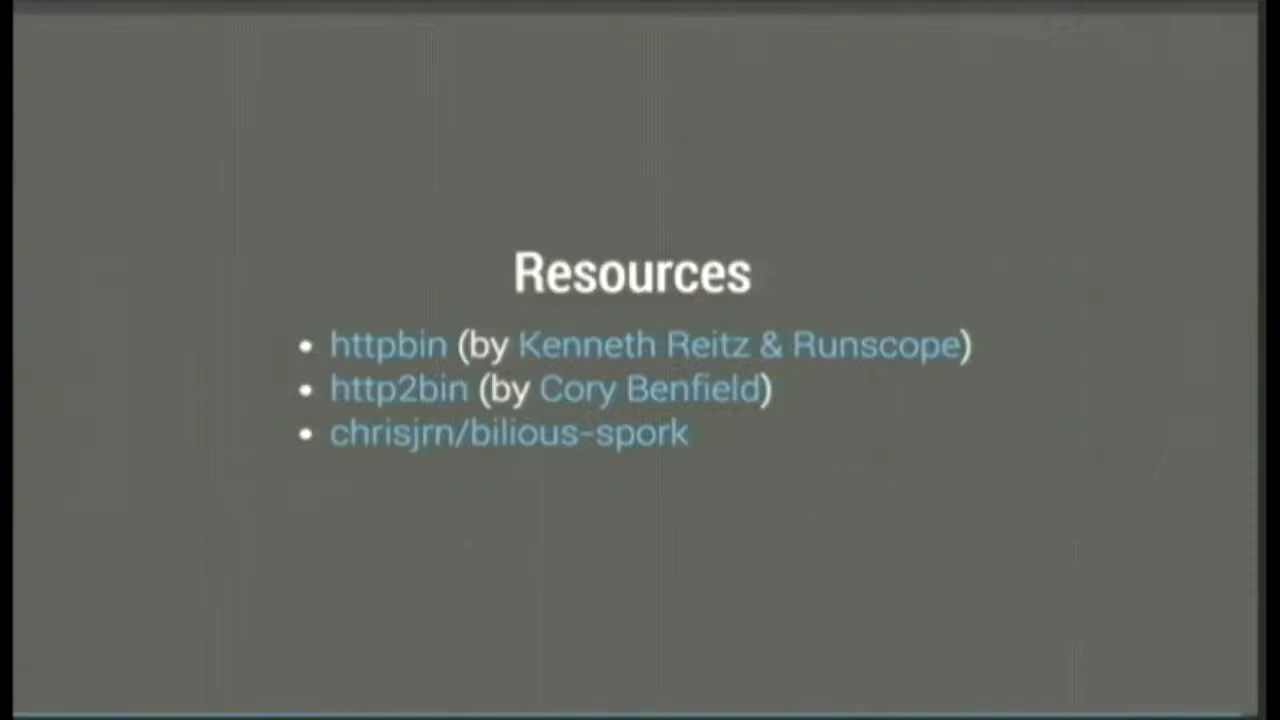 Resources
• httpbin (by Kenneth Reitz & Runscope)
• http2bin (by Cory Benfield)
• chrisjrn/bilious-spork